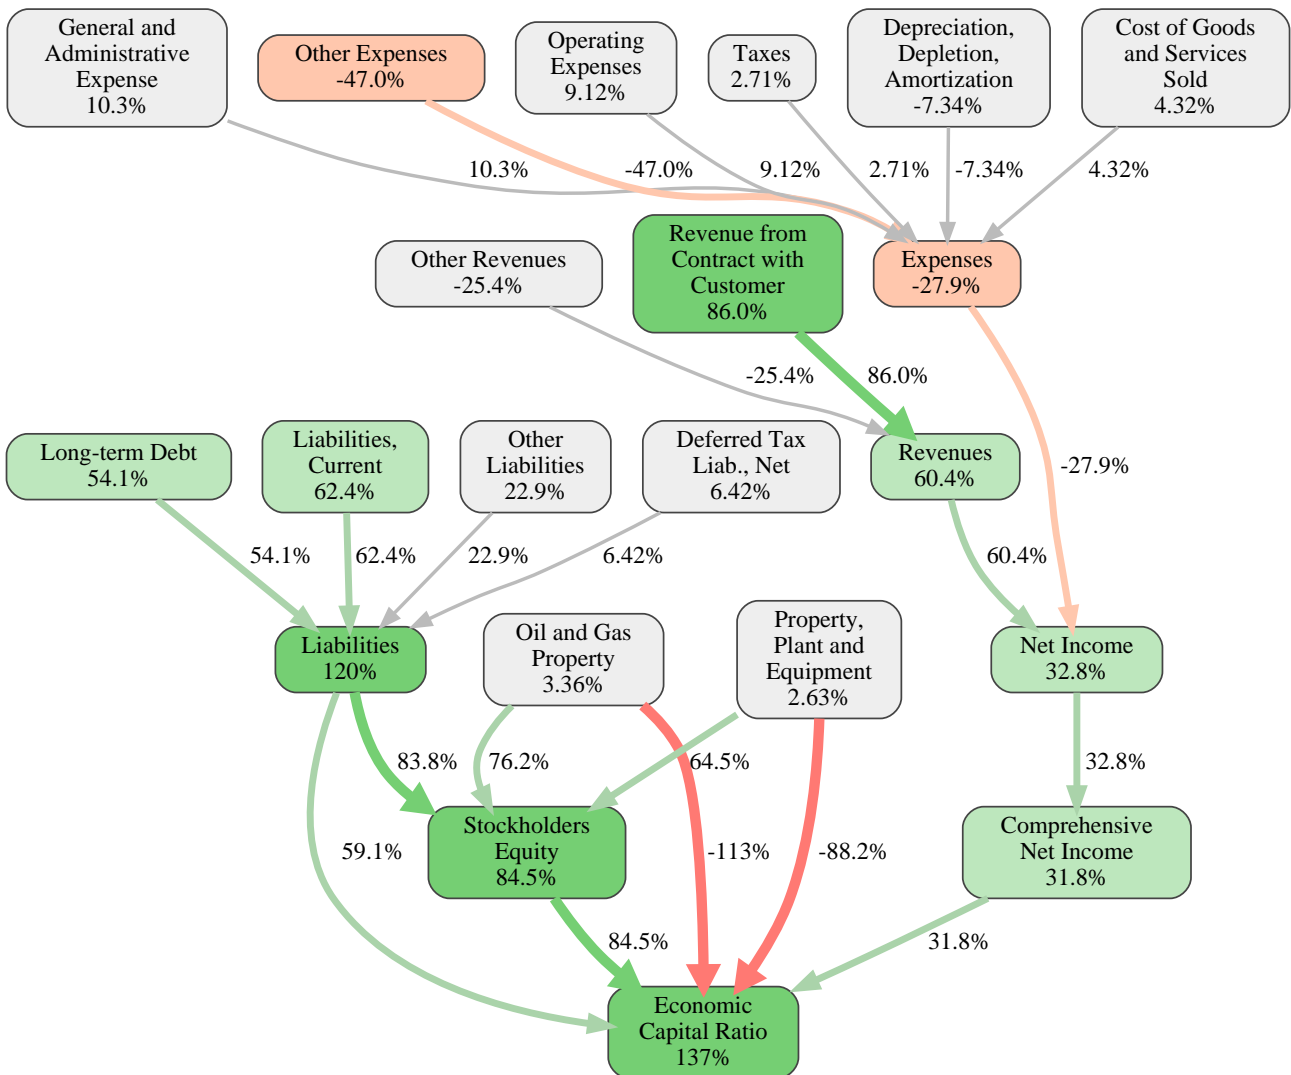 General and
Administrative
Expense
10.3%
Other Expenses
-47.0%
Operating
Expenses
9.12%
Taxes
2.71%
Depreciation,
Depletion,
Amortization
-7.34%
Cost of Goods
and Services
Sold
4.32%
10.3%
-47.0%
9.12%
2.71%
-7.34%
4.32%
Other Revenues
-25.4%
Revenue from
Contract with
Customer
86.0%
Expenses
-27.9%
-25.4%
86.0%
-27.9%
Long-term Debt
54.1%
Liabilities,
Current
62.4%
Other
Liabilities
22.9%
Deferred Tax
Liab., Net
6.42%
Revenues
60.4%
54.1%
62.4%
22.9%
6.42%
60.4%
Liabilities
120%
Oil and Gas
Property
3.36%
Property,
Plant and
Equipment
2.63%
Net Income
32.8%
83.8%
76.2%
64.5%
32.8%
59.1%
Stockholders
Equity
84.5%
-113%
-88.2%
Comprehensive
Net Income
31.8%
84.5%
31.8%
Economic
Capital Ratio
137%